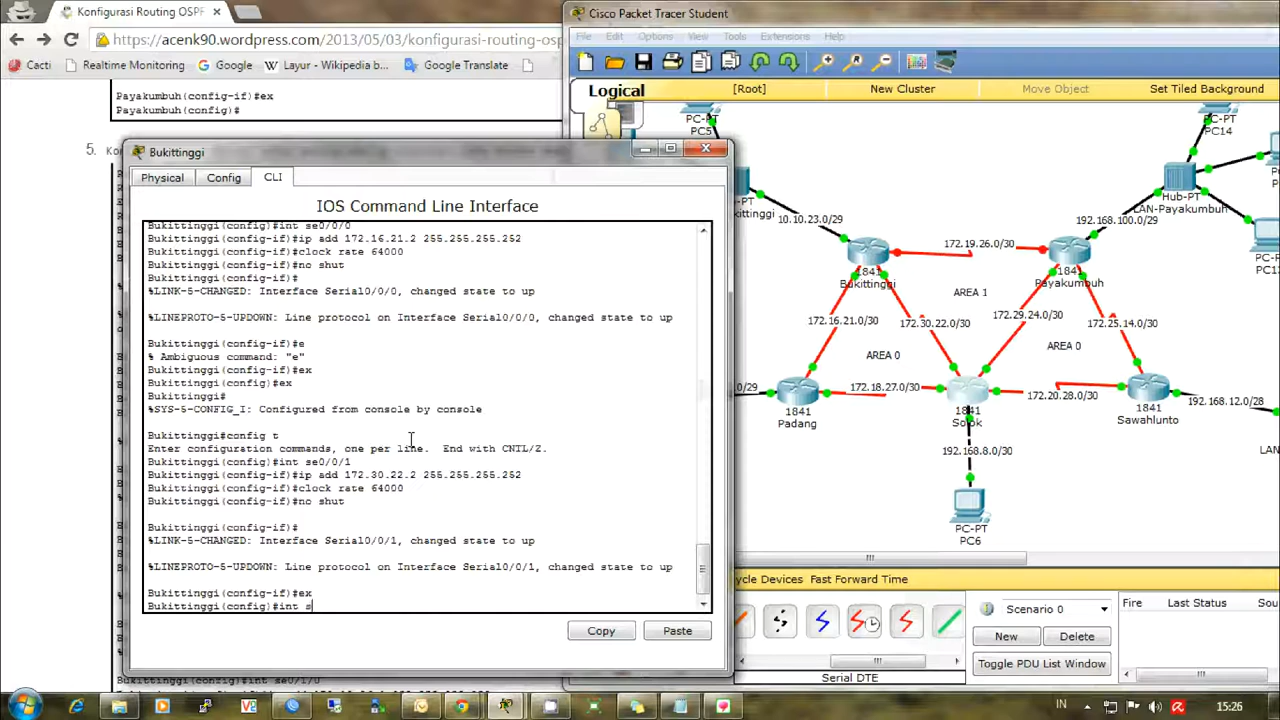 Konfigurasi Routing OSPF
https://acenk90.wordpress.com/2013/05/03/konfigurasi-routing-osp
Cacti
Realtime Monitoring
Google
Layur - Wikipedia b...
Google Translate
Payakumbuh(config-if)#ex
Payakumbuh(config)#
5.
Bukittinggi
Physical
Config
CLI
IOS Command Line Interface
Bukittinggi(config)#int se0/0/0
Bukittinggi(config-if)#ip add 172.16.21.2 255.255.255.252
Bukittinggi(config-if)#clock rate 64000
Bukittinggi(config-if)#no shut
Bukittinggi(config-if)#
%LINK-5-CHANGED: Interface Serial0/0/0, changed state to up
%LINEPROTO-5-UPDOWN: Line protocol on Interface Serial0/0/0, changed state to up
Bukittinggi(config-if)#e
% Ambiguous command: "e"
Bukittinggi(config-if)#ex
Bukittinggi(config)#ex
Bukittinggi#
%SYS-5-CONFIG_I: Configured from console by console
Bukittinggi#config t
Enter configuration commands, one per line.  End with CNTL/Z.
Bukittinggi(config)#int se0/0/1
Bukittinggi(config-if)#ip add 172.30.22.2 255.255.255.252
Bukittinggi(config-if)#clock rate 64000
Bukittinggi(config-if)#no shut
Bukittinggi(config-if)#
%LINK-5-CHANGED: Interface Serial0/0/1, changed state to up
%LINEPROTO-5-UPDOWN: Line protocol on Interface Serial0/0/1, changed state to up
Bukittinggi(config-if)#ex
Bukittinggi(config)#int s
Copy
Paste
Cisco Packet Tracer Student
File
Edit
Options
View
Tools
Extensions
Help
Logical
[Root]
New Cluster
Move Object
Set Tiled Background
PC-PT
PC5
PC-PT
PC14
Hub-PT
LAN-Payakumbuh
10.10.23.0/29
192.168.100.0/29
172.19.26.0/30
1841
Bukittinggi
1841
Payakumbuh
AREA 1
172.16.21.0/30
172.30.22.0/30
172.29.24.0/30
172.25.14.0/30
AREA 0
AREA 0
0/29
172.18.27.0/30
172.20.28.0/30
192.168.12.0/28
1841
Padang
1841
Solok
1841
Sawahlunto
192.168.8.0/30
PC-PT
PC6
ycle Devices
Fast Forward Time
Scenario 0
New
Delete
Toggle PDU List Window
Fire
Last Status
Sou
Serial DTE
IN
15:26